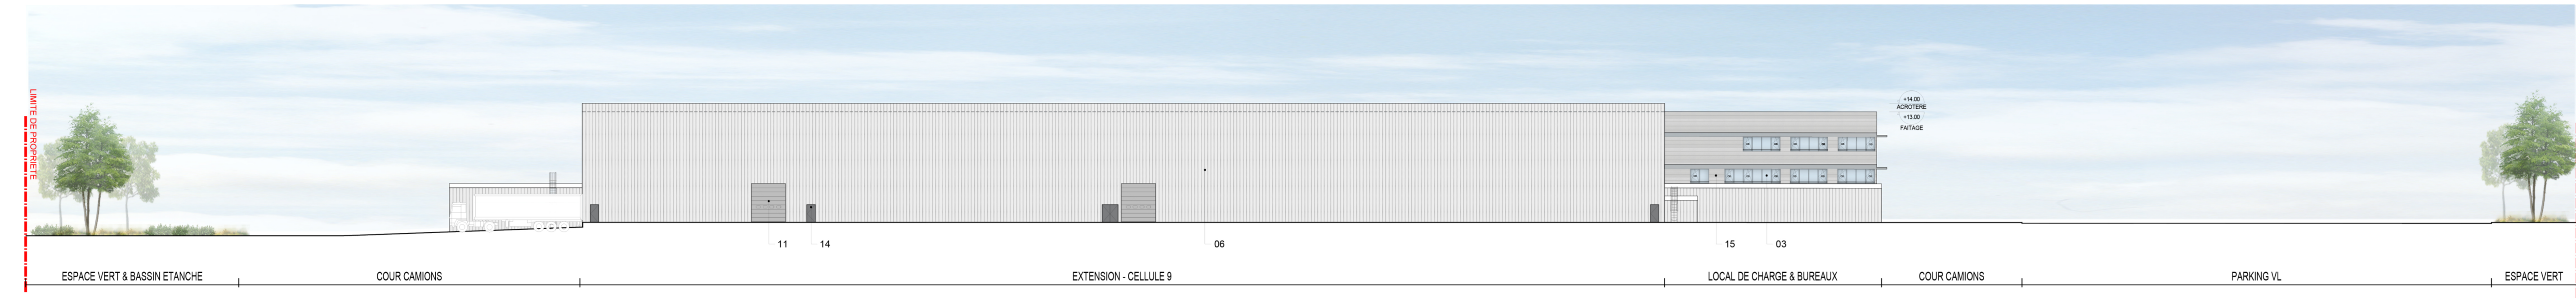 LIMITE DE PROPRIETE
+14.00
ACROTERE
+13.00
FAITAGE
11
14
06
15
03
ESPACE VERT & BASSIN ETANCHE
COUR CAMIONS
EXTENSION - CELLULE 9
LOCAL DE CHARGE & BUREAUX
COUR CAMIONS
PARKING VL
ESPACE VERT